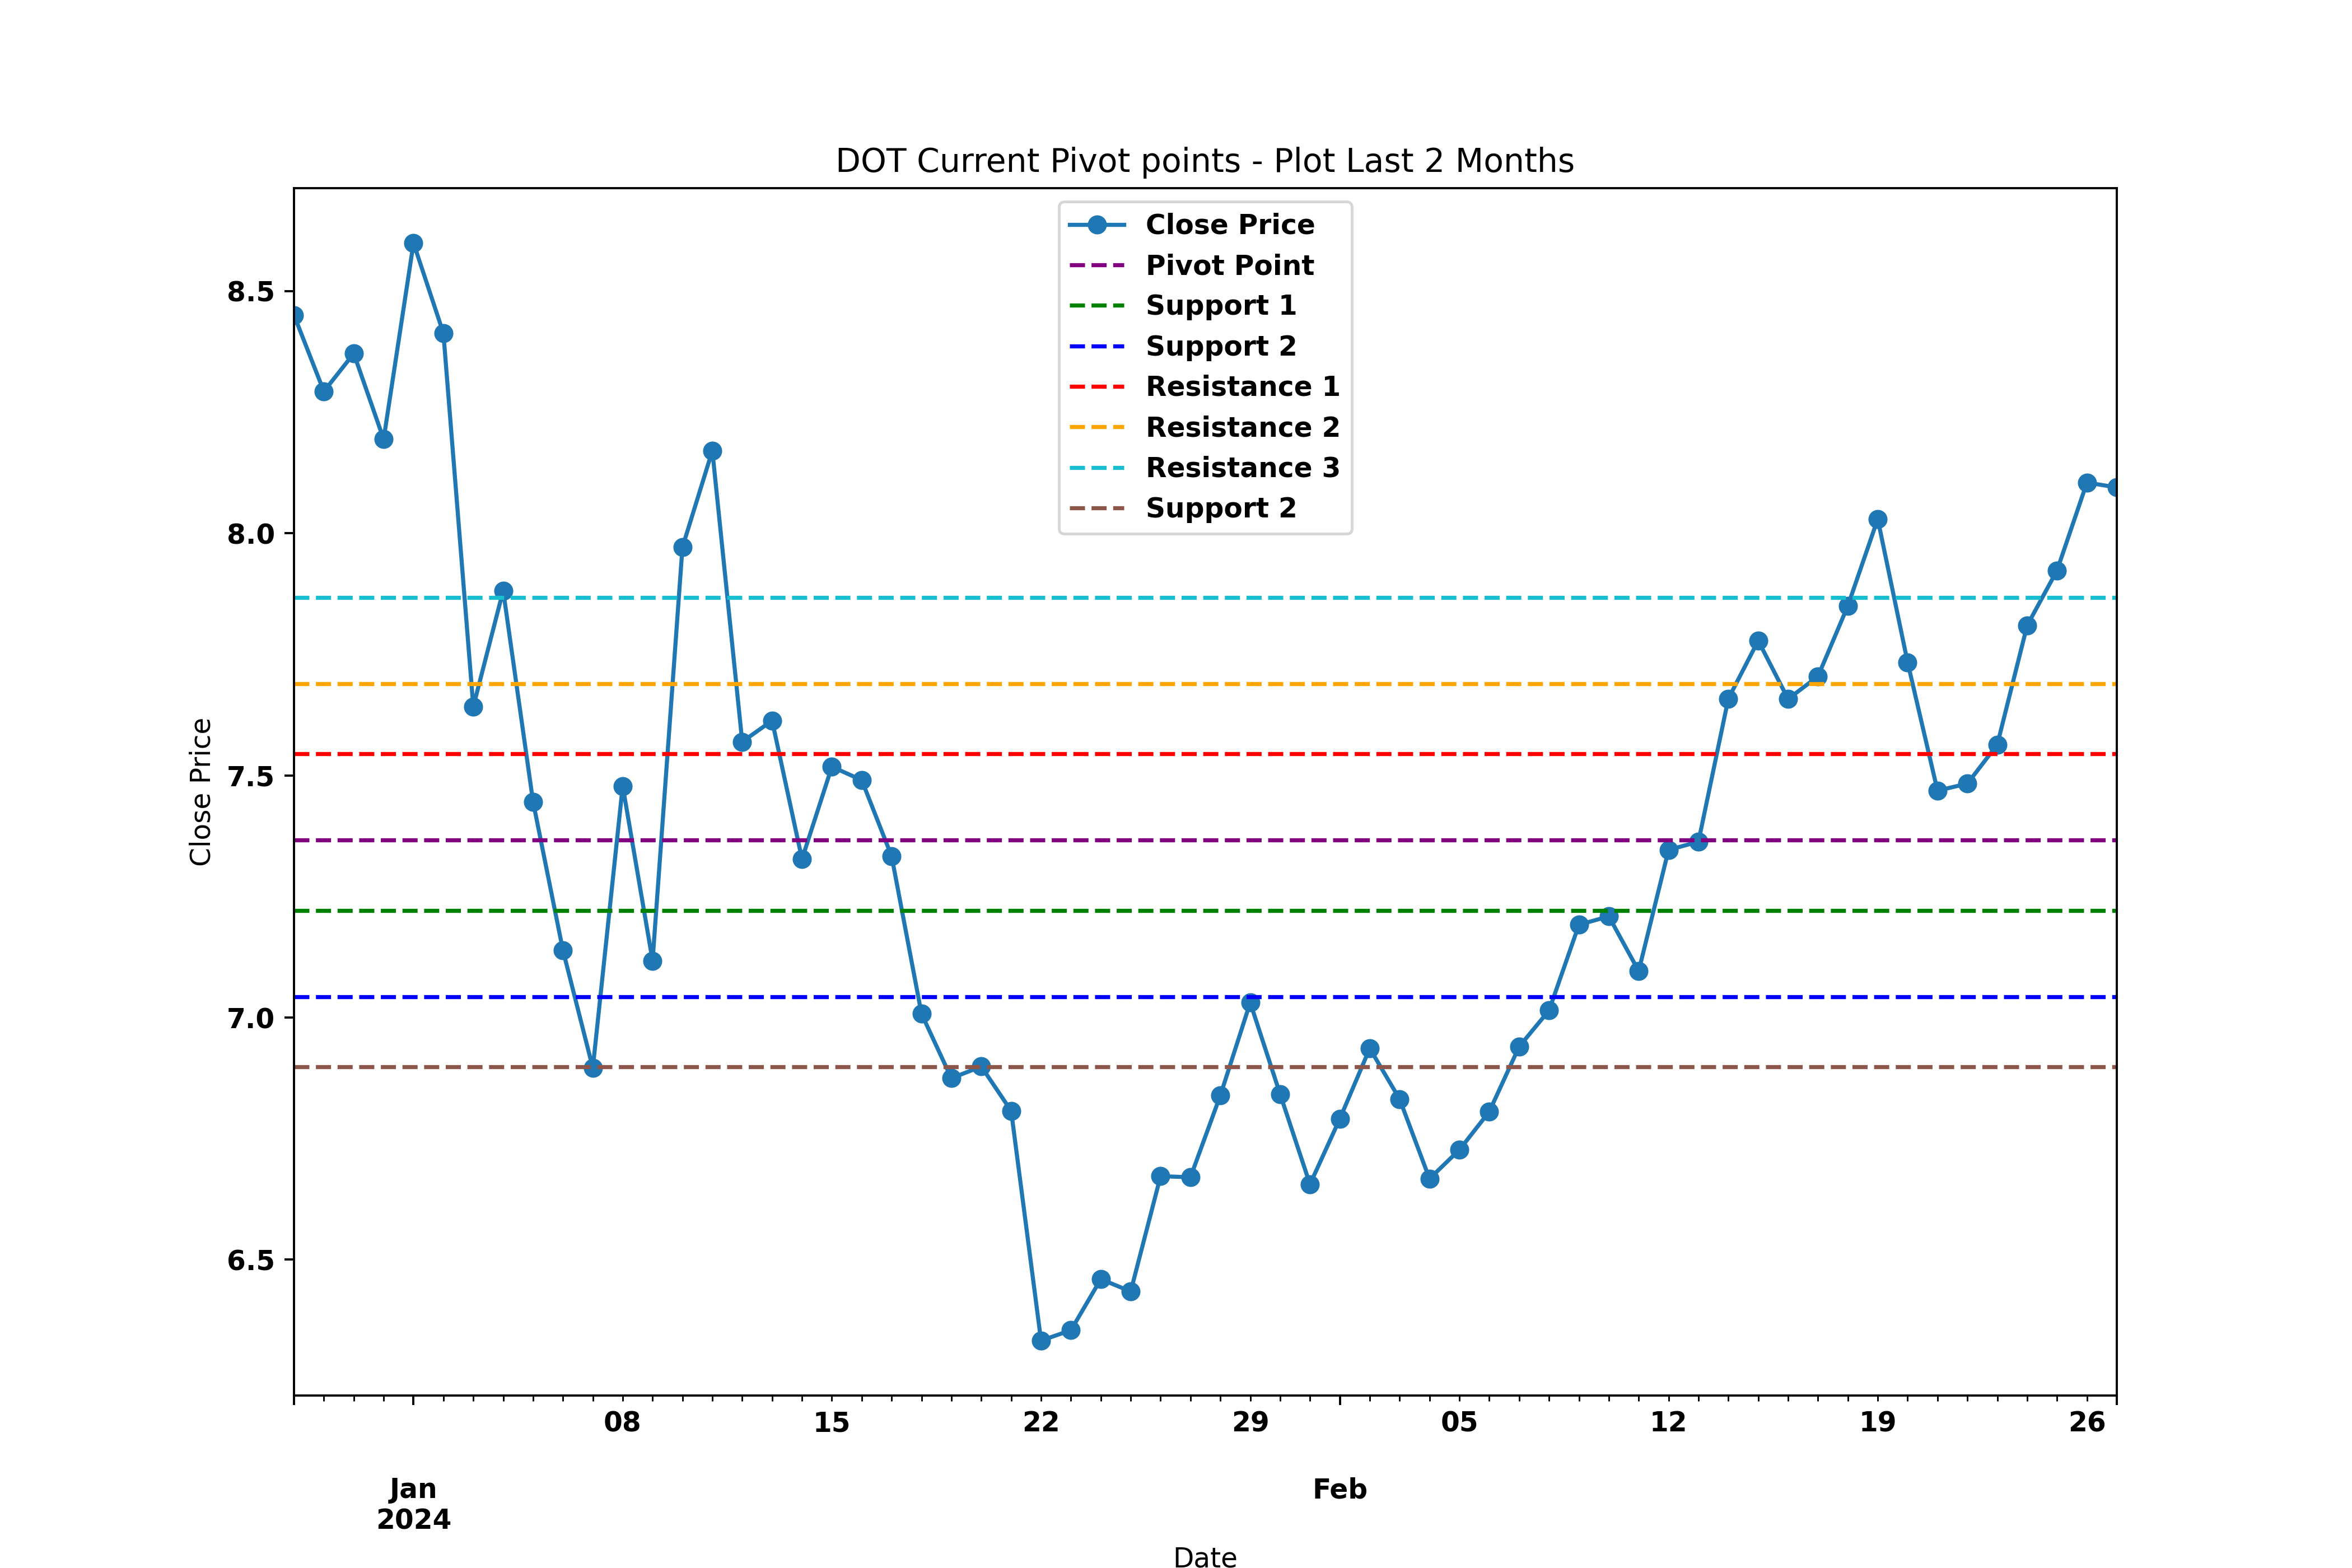 DOT Current Pivot points - Plot Last 2 Months
Close Price
Pivot Point
Support 1
Support 2
Resistance 1
Resistance 2
Resistance 3
Support 2
8.5
8.0
7.5
7.0
6.5
Close Price
08 15 22 29 05 12 19 26
Jan Feb
2024
Date